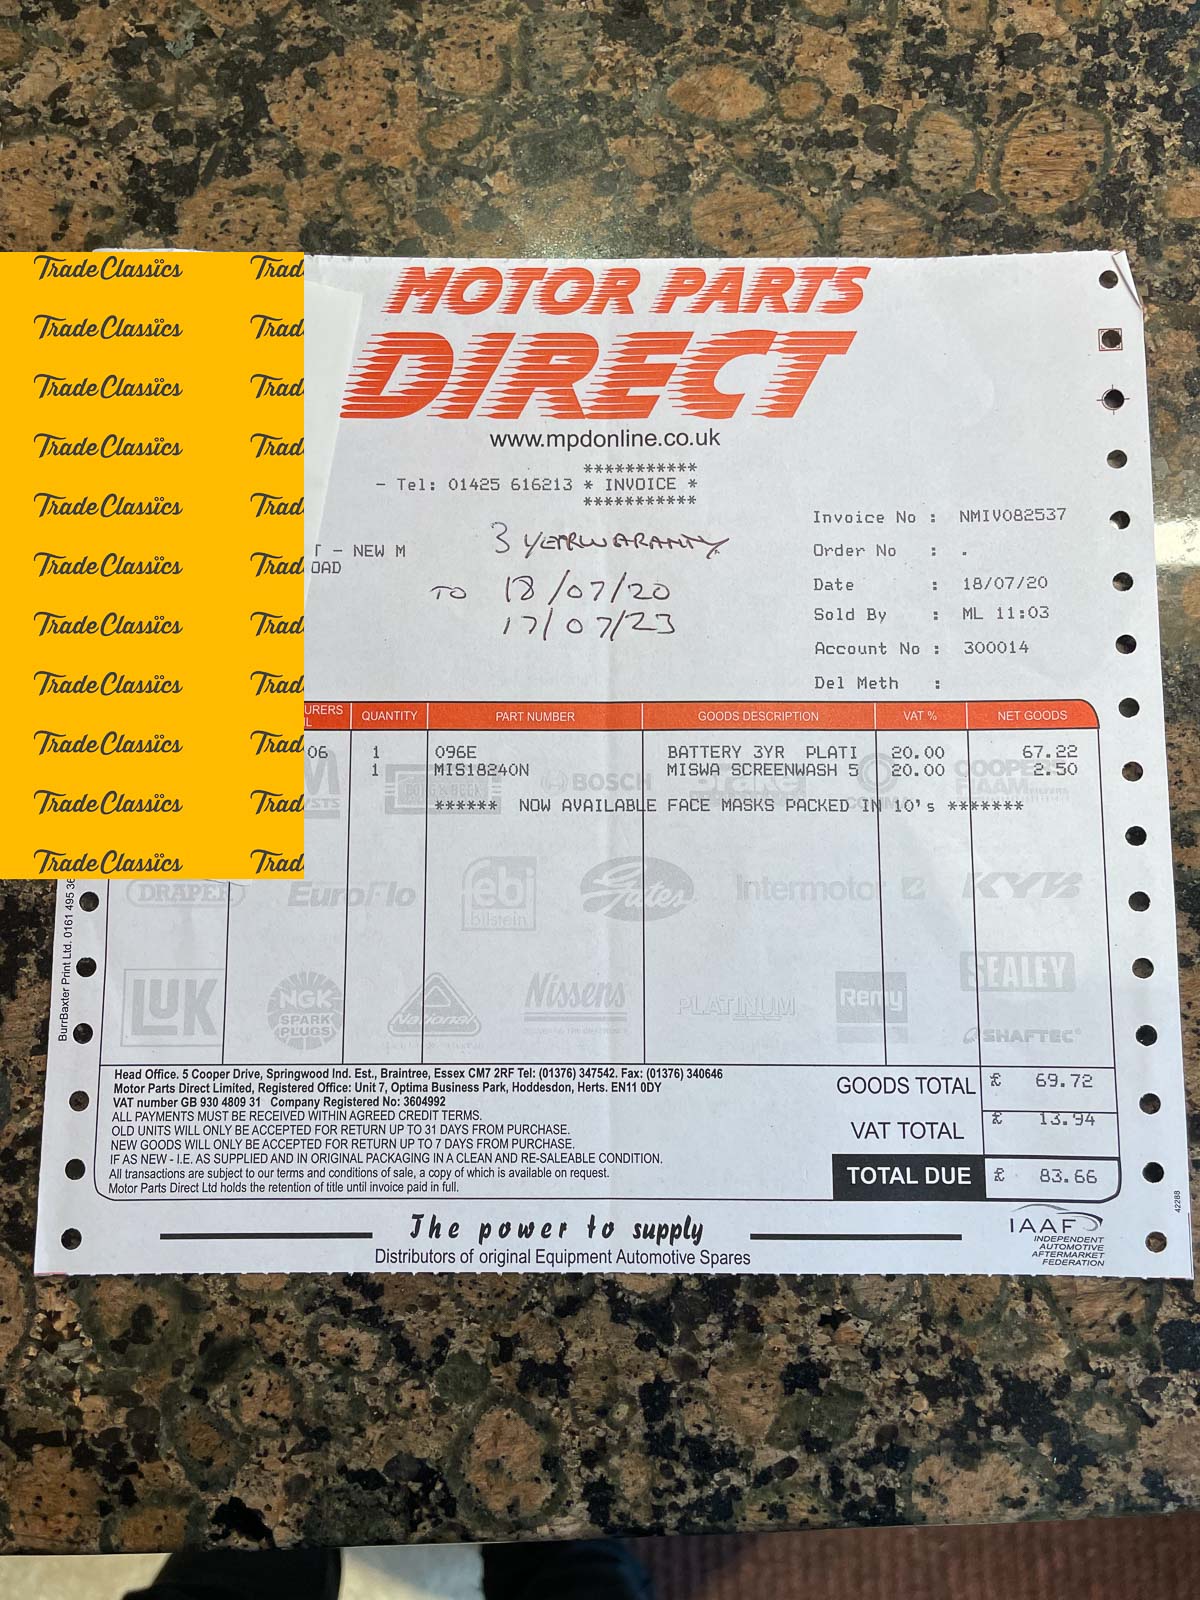 TradeClassics
TradeClassics
TradeClassics
TradeClassics
TradeClassics
TradeClassics
TradeClassics
TradeClassics
TradeClassics
TradeClassics
TradeClassics
MOTOR PARTS
DIRECT
www.mpdonline.co.uk
***********
- Tel: 01425 616213 * INVOICE *
***********
Invoice No : NMIV082537
T - NEW M
OAD
3 YEAR WARANTY
TO 18/07/20
17/07/23
Order No : .
Date : 18/07/20
Sold By : ML 11:03
Account No : 300014
Del Meth :
URERS QUANTITY PART NUMBER GOODS DESCRIPTION VAT % NET GOODS
06 1 096E BATTERY 3YR PLATI 20.00 67.22
1 MIS18240N MISWA SCREENWASH 5 20.00 2.50
BOSCH
****** NOW AVAILABLE FACE MASKS PACKED IN 10's *******
DRAPER EuroFlo febi bilstein Gates Intermotor KYB
LUK NGK SPARK PLUGS National Nissens PLATINUM Remy SEALEY
SHAFTEC
BurrBaxter Print Ltd. 0161 495 36
Head Office. 5 Cooper Drive, Springwood Ind. Est., Braintree, Essex CM7 2RF Tel: (01376) 347542. Fax: (01376) 340646
Motor Parts Direct Limited, Registered Office: Unit 7, Optima Business Park, Hoddesdon, Herts. EN11 0DY
VAT number GB 930 4809 31 Company Registered No: 3604992
ALL PAYMENTS MUST BE RECEIVED WITHIN AGREED CREDIT TERMS.
OLD UNITS WILL ONLY BE ACCEPTED FOR RETURN UP TO 31 DAYS FROM PURCHASE.
NEW GOODS WILL ONLY BE ACCEPTED FOR RETURN UP TO 7 DAYS FROM PURCHASE.
IF AS NEW - I.E. AS SUPPLIED AND IN ORIGINAL PACKAGING IN A CLEAN AND RE-SALEABLE CONDITION.
All transactions are subject to our terms and conditions of sale, a copy of which is available on request.
Motor Parts Direct Ltd holds the retention of title until invoice paid in full.
GOODS TOTAL £ 69.72
VAT TOTAL £ 13.94
TOTAL DUE £ 83.66
The power to supply
Distributors of original Equipment Automotive Spares
IAAF
INDEPENDENT
AUTOMOTIVE
AFTERMARKET
FEDERATION
42288